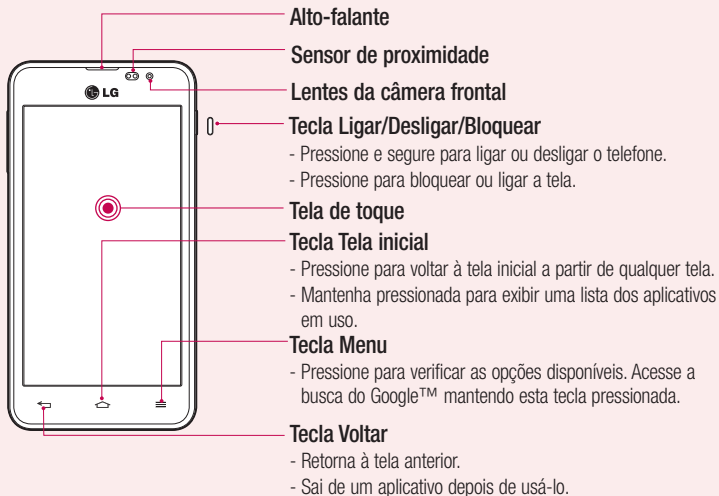 Alto-falante
Sensor de proximidade
Lentes da câmera frontal
LG
Tecla Ligar/Desligar/Bloquear
- Pressione e segure para ligar ou desligar o telefone.
- Pressione para bloquear ou ligar a tela.
Tela de toque
Tecla Tela inicial
- Pressione para voltar à tela inicial a partir de qualquer tela.
- Mantenha pressionada para exibir uma lista dos aplicativos
em uso.
Tecla Menu
- Pressione para verificar as opções disponíveis. Acesse a
busca do Google™ mantendo esta tecla pressionada.
Tecla Voltar
- Retorna à tela anterior.
- Sai de um aplicativo depois de usá-lo.